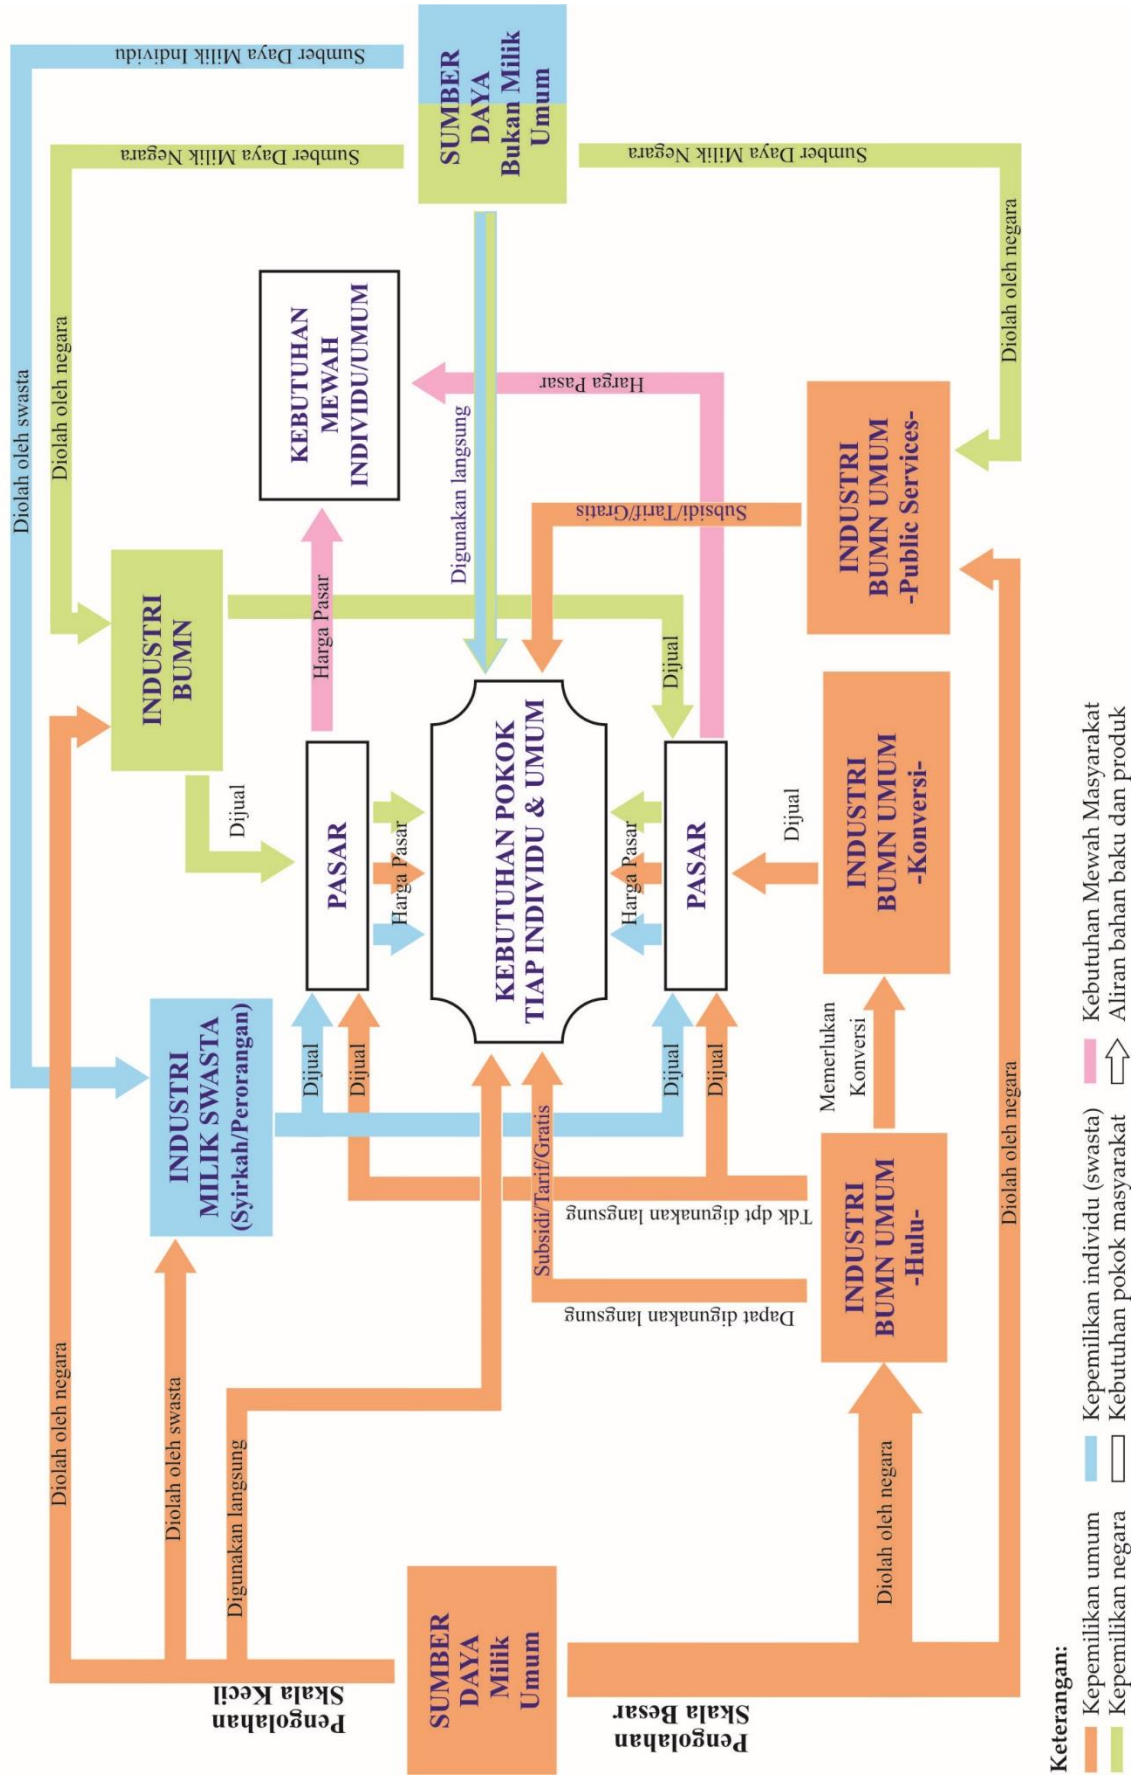 Diolah oleh swasta
Sumber Daya Milik Individu
Diolah oleh negara
Diolah oleh negara
Sumber Daya Milik Negara
INDUSTRI
MILIK SWASTA
(Syirkah/Perorangan)
INDUSTRI
BUMN
Diolah oleh swasta
Dijual
Digunakan langsung
Pengolahan
Skala Kecil
Dijual
Dijual
PASAR
Harga Pasar
KEBUTUHAN
MEWAH
INDIVIDU/UMUM
Harga Pasar
SUMBER
DAYA
Milik
Umum
KEBUTUHAN POKOK
TIAP INDIVIDU & UMUM
Digunakan langsung
SUMBER
DAYA
Bukan Milik
Umum
Subsidi/Tarif/Gratis
Dapat digunakan langsung
Tdk dpt digunakan langsung
Harga Pasar
Dijual
Dijual
Dijual
PASAR
Harga Pasar
Subsidi/Tarif/Gratis
Sumber Daya Milik Negara
Pengolahan
Skala Besar
Dijual
Diolah oleh negara
INDUSTRI
BUMN UMUM
-Hulu-
Memerlukan
Konversi
INDUSTRI
BUMN UMUM
-Konversi-
INDUSTRI
BUMN UMUM
-Public Services-
Diolah oleh negara
Diolah oleh negara
Keterangan:
Kepemilikan umum
Kepemilikan individu (swasta)
Kebutuhan Mewah Masyarakat
Kepemilikan negara
Kebutuhan pokok masyarakat
Aliran bahan baku dan produk